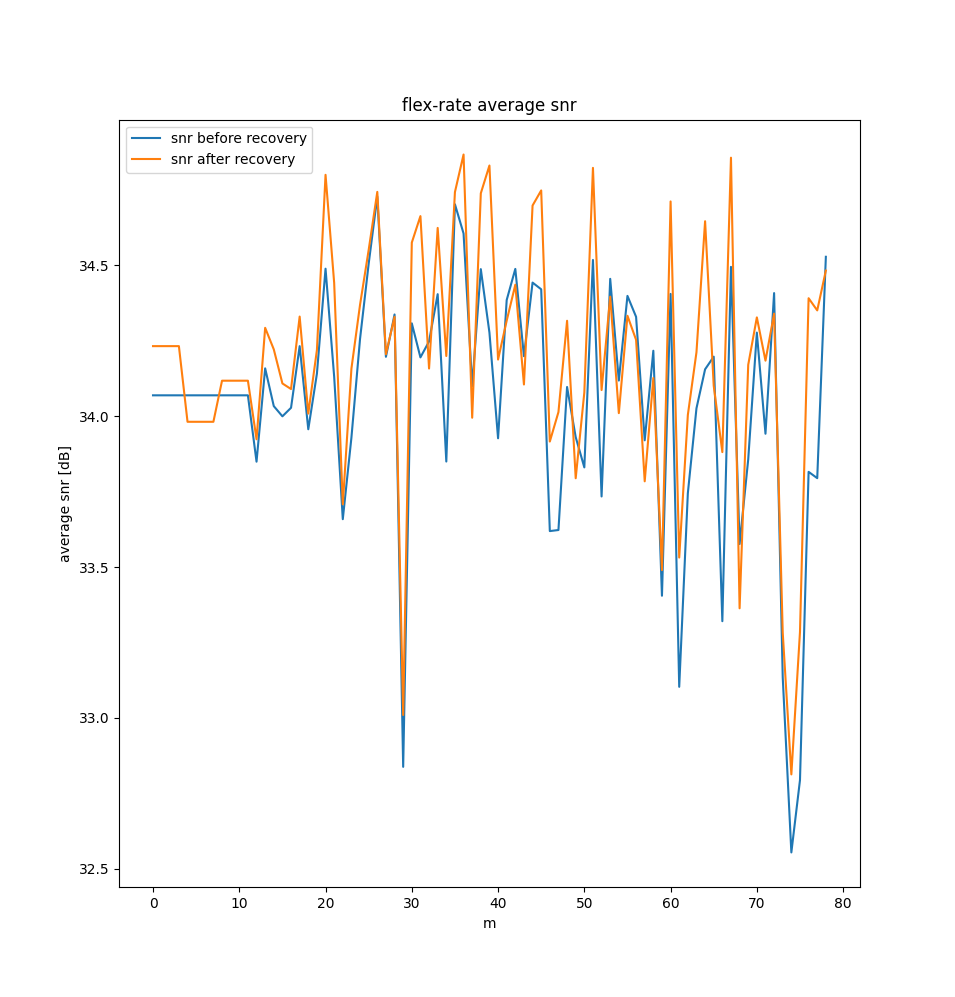 flex-rate average snr
snr before recovery
snr after recovery
average snr [dB]
34.5
34.0
33.5
33.0
32.5
0 10 20 30 40 50 60 70 80
m